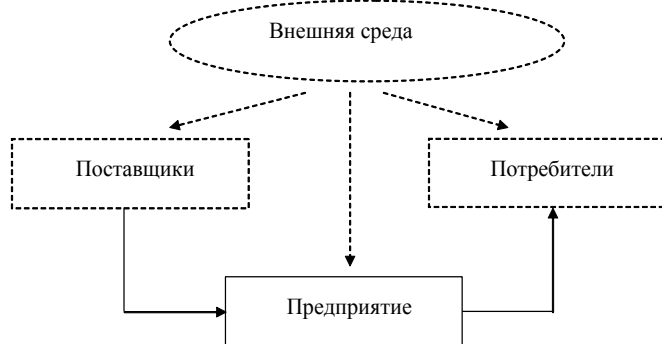 Внешняя среда
Поставщики
Потребители
Предприятие